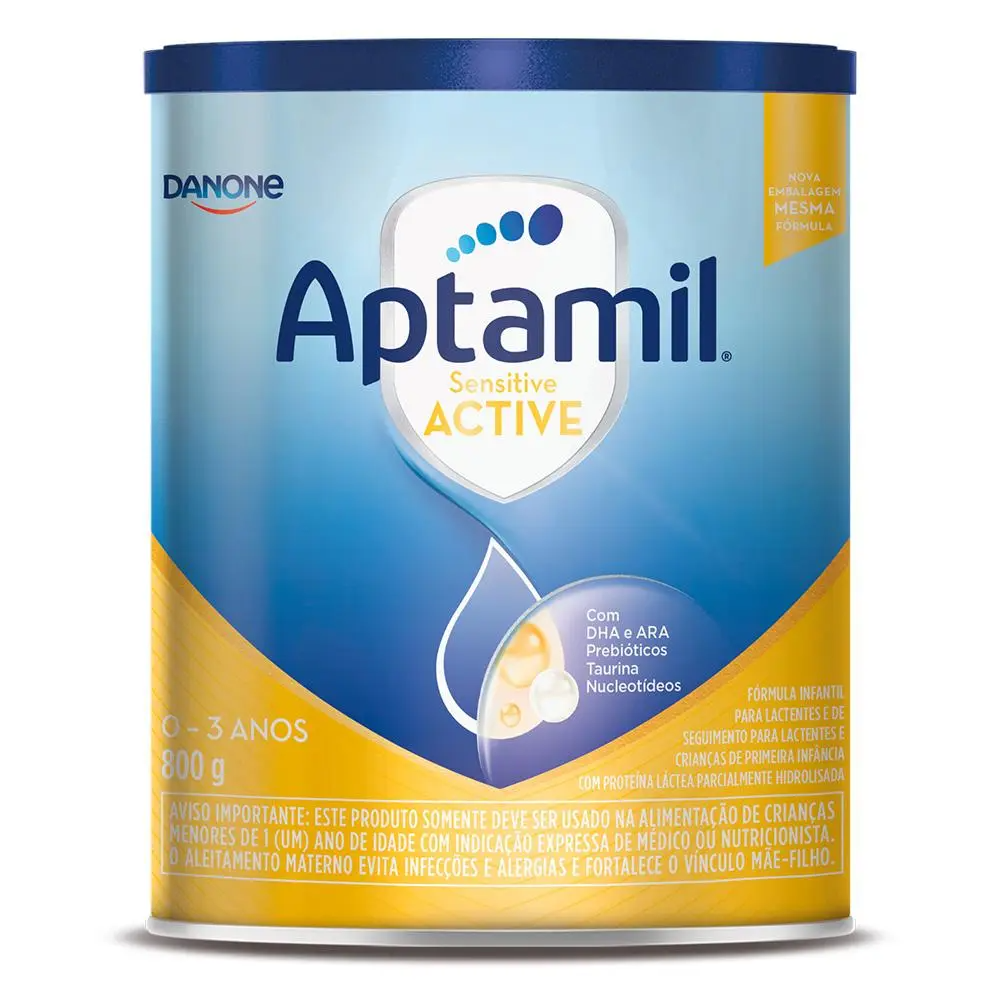 DANONE
NOVA
EMBALAGEM
MESMA
FÓRMULA
Aptamil®
Sensitive
ACTIVE
Com
DHA e ARA
Prebióticos
Taurina
Nucleotídeos
0 - 3 ANOS
800 g
FÓRMULA INFANTIL
PARA LACTENTES E DE
SEGUIMENTO PARA LACTENTES E
CRIANÇAS DE PRIMEIRA INFÂNCIA
COM PROTEÍNA LÁCTEA PARCIALMENTE HIDROLISADA
AVISO IMPORTANTE: ESTE PRODUTO SOMENTE DEVE SER USADO NA ALIMENTAÇÃO DE CRIANÇAS
MENORES DE 1 (UM) ANO DE IDADE COM INDICAÇÃO EXPRESSA DE MÉDICO OU NUTRICIONISTA.
O ALEITAMENTO MATERNO EVITA INFECÇÕES E ALERGIAS E FORTALECE O VÍNCULO MÃE-FILHO.